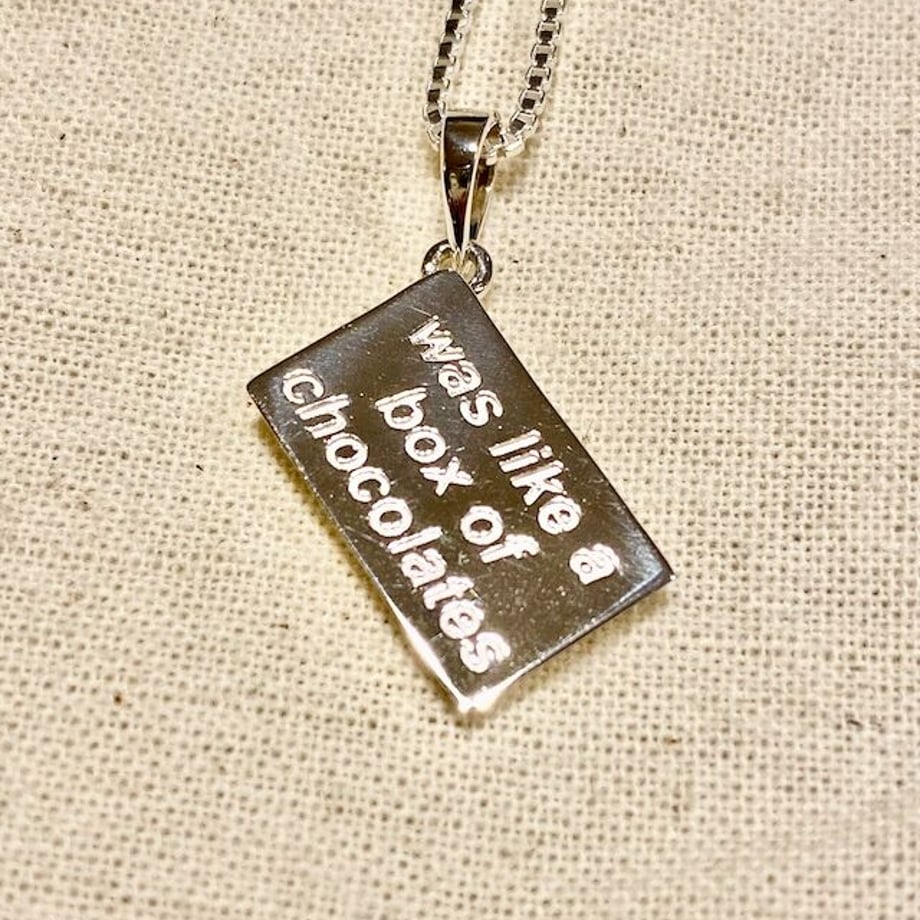 was like a
box of
chocolates